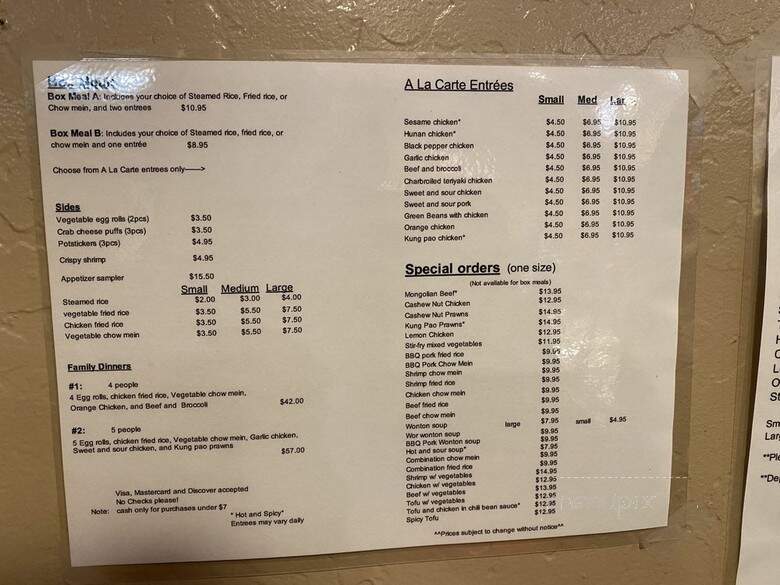 Box Meal A: Includes your choice of Steamed Rice, Fried rice, or
Chow mein, and two entrees $10.95
Box Meal B: Includes your choice of Steamed rice, fried rice, or
chow mein and one entrée $8.95
Choose from A La Carte entrees only----->
Sides
Vegetable egg rolls (2pcs) $3.50
Crab cheese puffs (3pcs) $3.50
Potstickers (3pcs) $4.95
Crispy shrimp $4.95
Appetizer sampler $15.50
Small Medium Large
Steamed rice $2.00 $3.00 $4.00
vegetable fried rice $3.50 $5.50 $7.50
Chicken fried rice $3.50 $5.50 $7.50
Vegetable chow mein $3.50 $5.50 $7.50
Family Dinners
#1: 4 people
4 Egg rolls, chicken fried rice, Vegetable chow mein,
Orange Chicken, and Beef and Broccoli $42.00
#2: 5 people
5 Egg rolls, chicken fried rice, Vegetable chow mein, Garlic chicken,
Sweet and sour chicken, and Kung pao prawns $57.00
Visa, Mastercard and Discover accepted
No Checks please!
Note: cash only for purchases under $7
* Hot and Spicy*
Entrees may vary daily
A La Carte Entrées
Small Med Lar
Sesame chicken* $4.50 $6.95 $10.95
Hunan chicken* $4.50 $6.95 $10.95
Black pepper chicken $4.50 $6.95 $10.95
Garlic chicken $4.50 $6.95 $10.95
Beef and broccoli $4.50 $6.95 $10.95
Charbroiled teriyaki chicken $4.50 $6.95 $10.95
Sweet and sour chicken $4.50 $6.95 $10.95
Sweet and sour pork $4.50 $6.95 $10.95
Green Beans with chicken $4.50 $6.95 $10.95
Orange chicken $4.50 $6.95 $10.95
Kung pao chicken* $4.50 $6.95 $10.95
Special orders (one size)
(Not available for box meals)
Mongolian Beef* $13.95
Cashew Nut Chicken $12.95
Cashew Nut Prawns $14.95
Kung Pao Prawns* $14.95
Lemon Chicken $12.95
Stir-fry mixed vegetables $11.95
BBQ pork fried rice $9.95
BBQ Pork Chow Mein $9.95
Shrimp chow mein $9.95
Shrimp fried rice $9.95
Chicken chow mein $9.95
Beef fried rice
Beef chow mein $9.95
Wonton soup large $7.95 small $4.95
Wor wonton soup $9.95
BBQ Pork Wonton soup $9.95
Hot and sour soup* $7.95
Combination chow mein $9.95
Combination fried rice $9.95
Shrimp w/ vegetables $14.95
Chicken w/ vegetables $12.95
Beef w/ vegetables $13.95
Tofu w/ vegetables $12.95
Tofu and chicken in chili bean sauce* $12.95
Spicy Tofu $12.95
^^Prices subject to change without notice^^